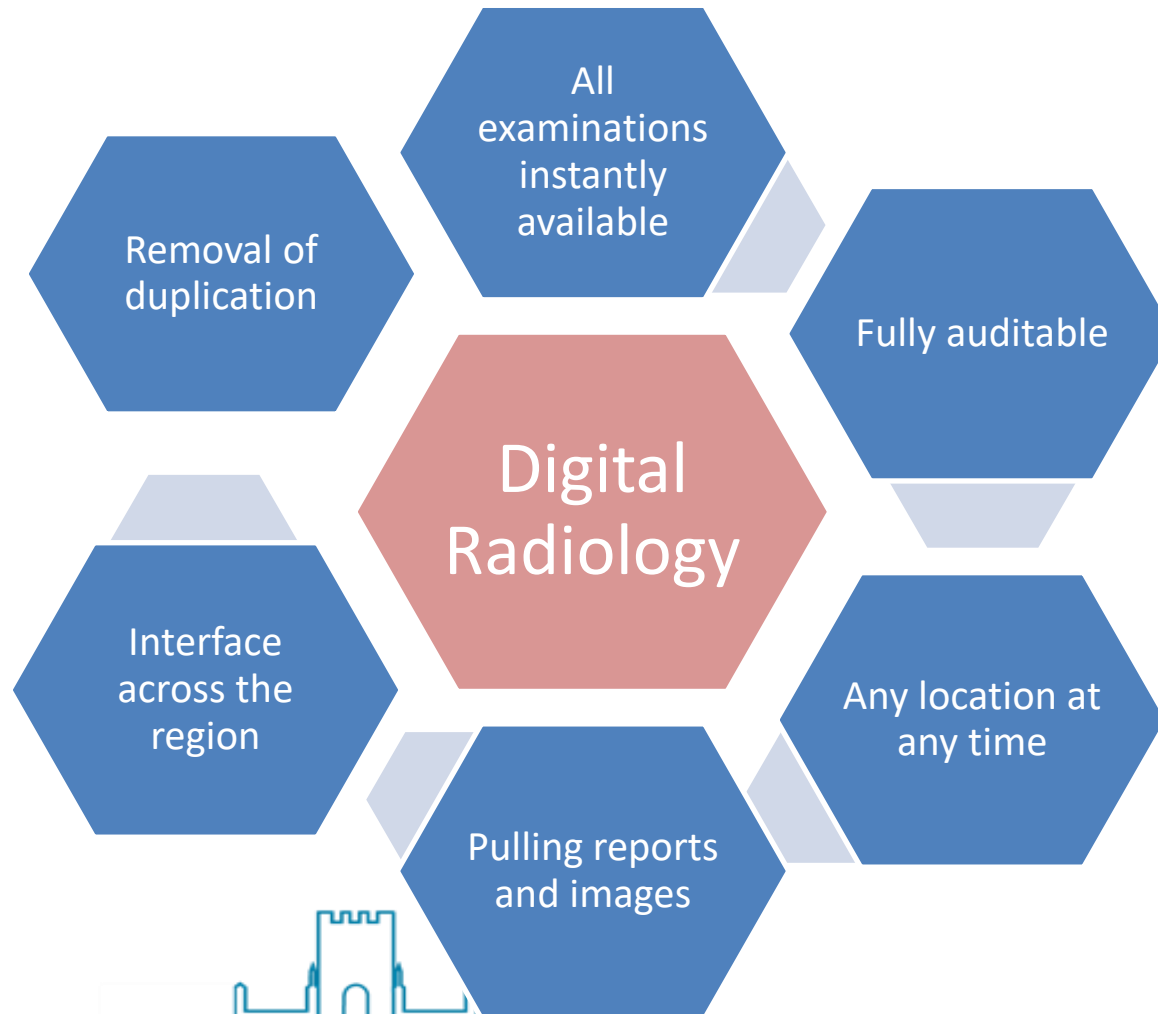 All
examinations
instantly
available
Removal of
duplication
Fully auditable
Digital
Radiology
Interface
across the
region
Any location at
any time
Pulling reports
and images